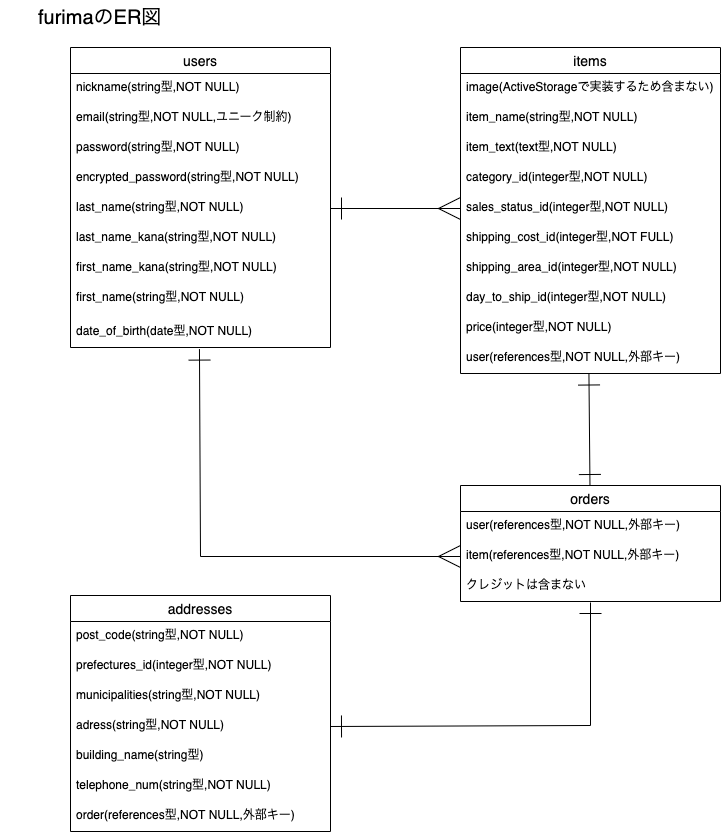 furimaのER図
users
nickname(string型,NOT NULL)
email(string型,NOT NULL,ユニーク制約)
password(string型,NOT NULL)
encrypted_password(string型,NOT NULL)
last_name(string型,NOT NULL)
last_name_kana(string型,NOT NULL)
first_name_kana(string型,NOT NULL)
first_name(string型,NOT NULL)
date_of_birth(date型,NOT NULL)
items
image(ActiveStorageで実装するため含まない)
item_name(string型,NOT NULL)
item_text(text型,NOT NULL)
category_id(integer型,NOT NULL)
sales_status_id(integer型,NOT NULL)
shipping_cost_id(integer型,NOT FULL)
shipping_area_id(integer型,NOT NULL)
day_to_ship_id(integer型,NOT NULL)
price(integer型,NOT NULL)
user(references型,NOT NULL,外部キー)
orders
user(references型,NOT NULL,外部キー)
item(references型,NOT NULL,外部キー)
クレジットは含まない
addresses
post_code(string型,NOT NULL)
prefectures_id(integer型,NOT NULL)
municipalities(string型,NOT NULL)
adress(string型,NOT NULL)
building_name(string型)
telephone_num(string型,NOT NULL)
order(references型,NOT NULL,外部キー)